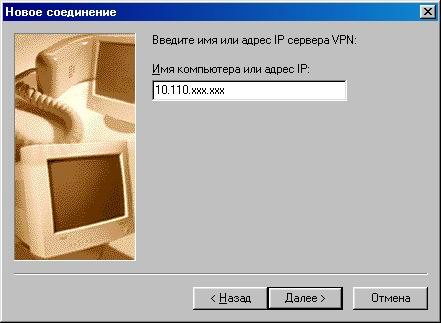 Новое соединение
Введите имя или адрес IP сервера VPN:
Имя компьютера или адрес IP:
10.110.xxx.xxx
< Назад
Далее >
Отмена